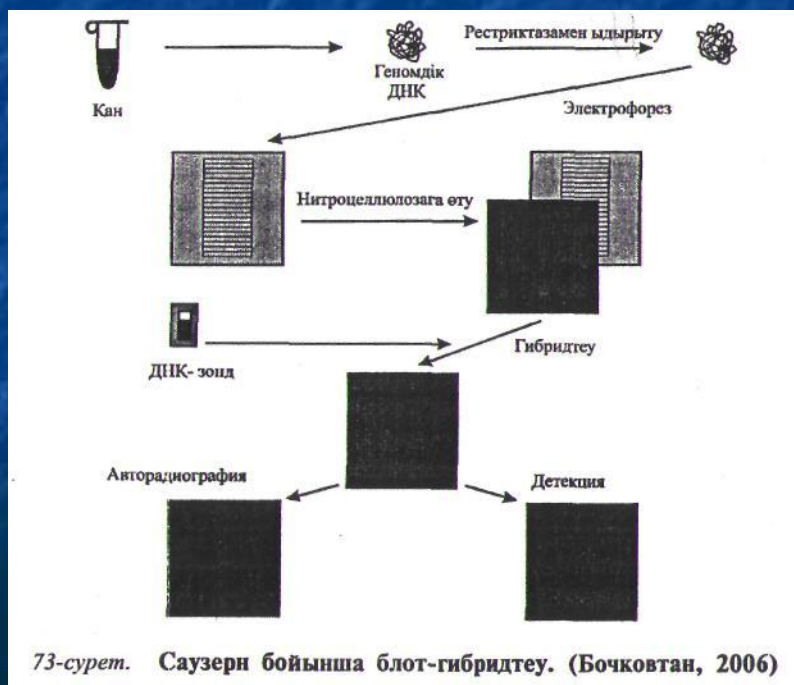 Рестриктазамен ыдырыту
Геномдік
ДНК
Кан
Электрофорез
Нитроцеллюлозага өту
Гибридтеу
ДНК- зонд
Авторадиография
Детекция
73-сурет. Саузерн бойынша блот-гибридтеу. (Бочковтан, 2006)